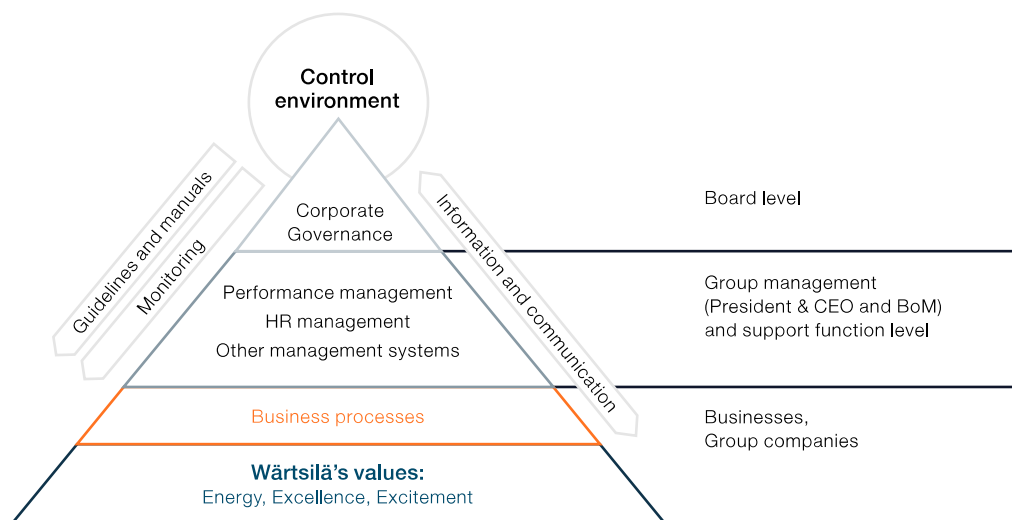 Control
environment
Guidelines and manuals
Monitoring
Information and communication
Corporate
Governance
Board level
Performance management
HR management
Other management systems
Group management
(President & CEO and BoM)
and support function level
Business processes
Businesses,
Group companies
Wärtsilä's values:
Energy, Excellence, Excitement